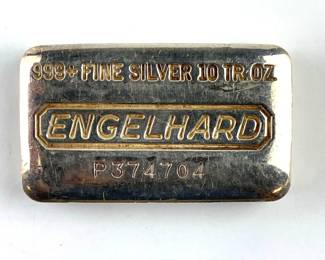 999+ FINE SILVER 10 TR. OZ.
ENGELHARD
P374704